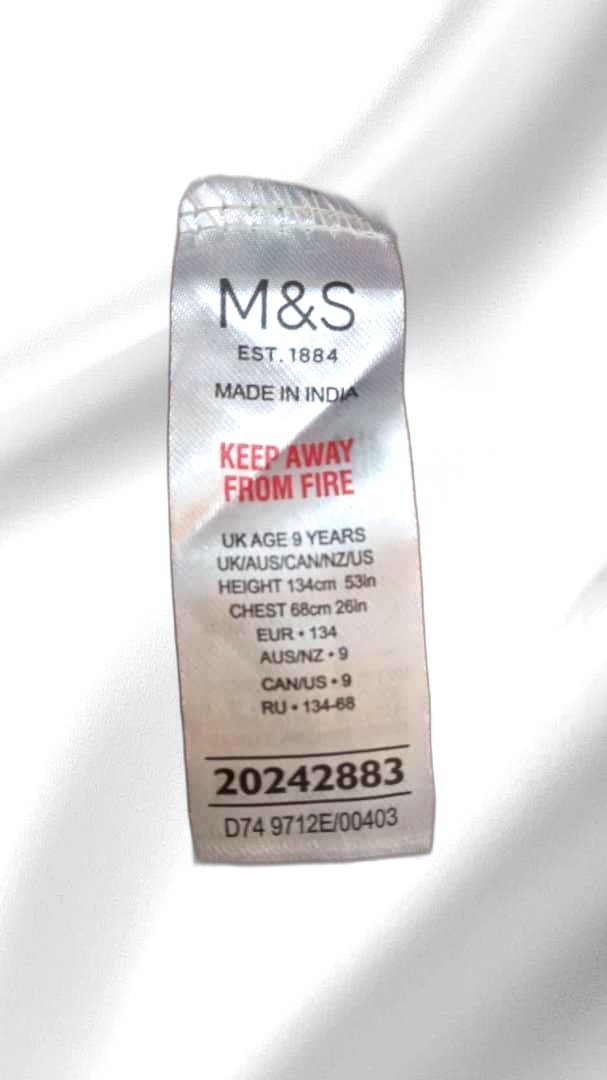 M&S
EST. 1884
MADE IN INDIA
KEEP AWAY
FROM FIRE
UK AGE 9 YEARS
UK/AUS/CAN/NZ/US
HEIGHT 134cm 53in
CHEST 68cm 26in
EUR • 134
AUS/NZ • 9
CAN/US • 9
RU • 134-68
20242883
D74 9712E/00403